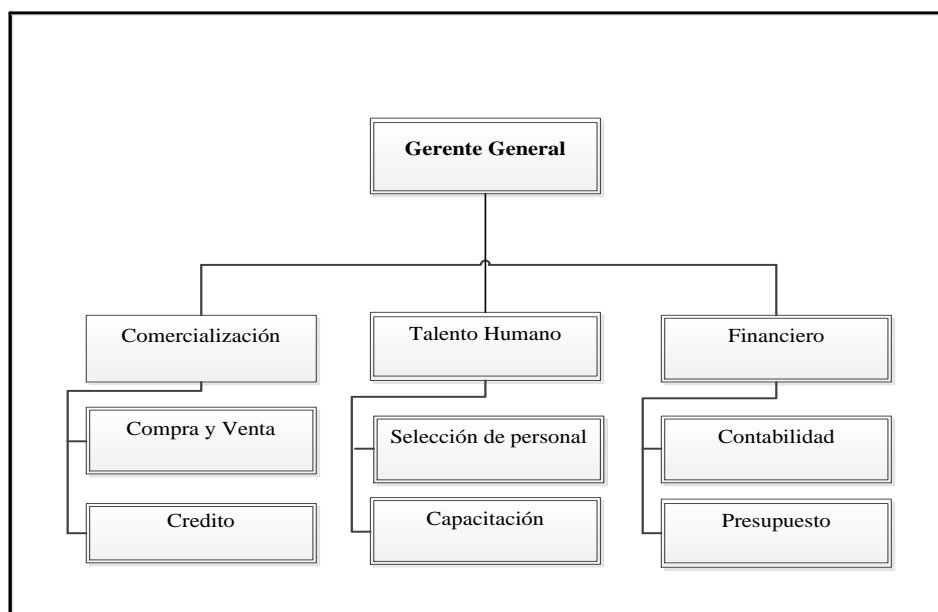 Gerente General
Comercialización
Talento Humano
Financiero
Compra y Venta
Selección de personal
Contabilidad
Credito
Capacitación
Presupuesto